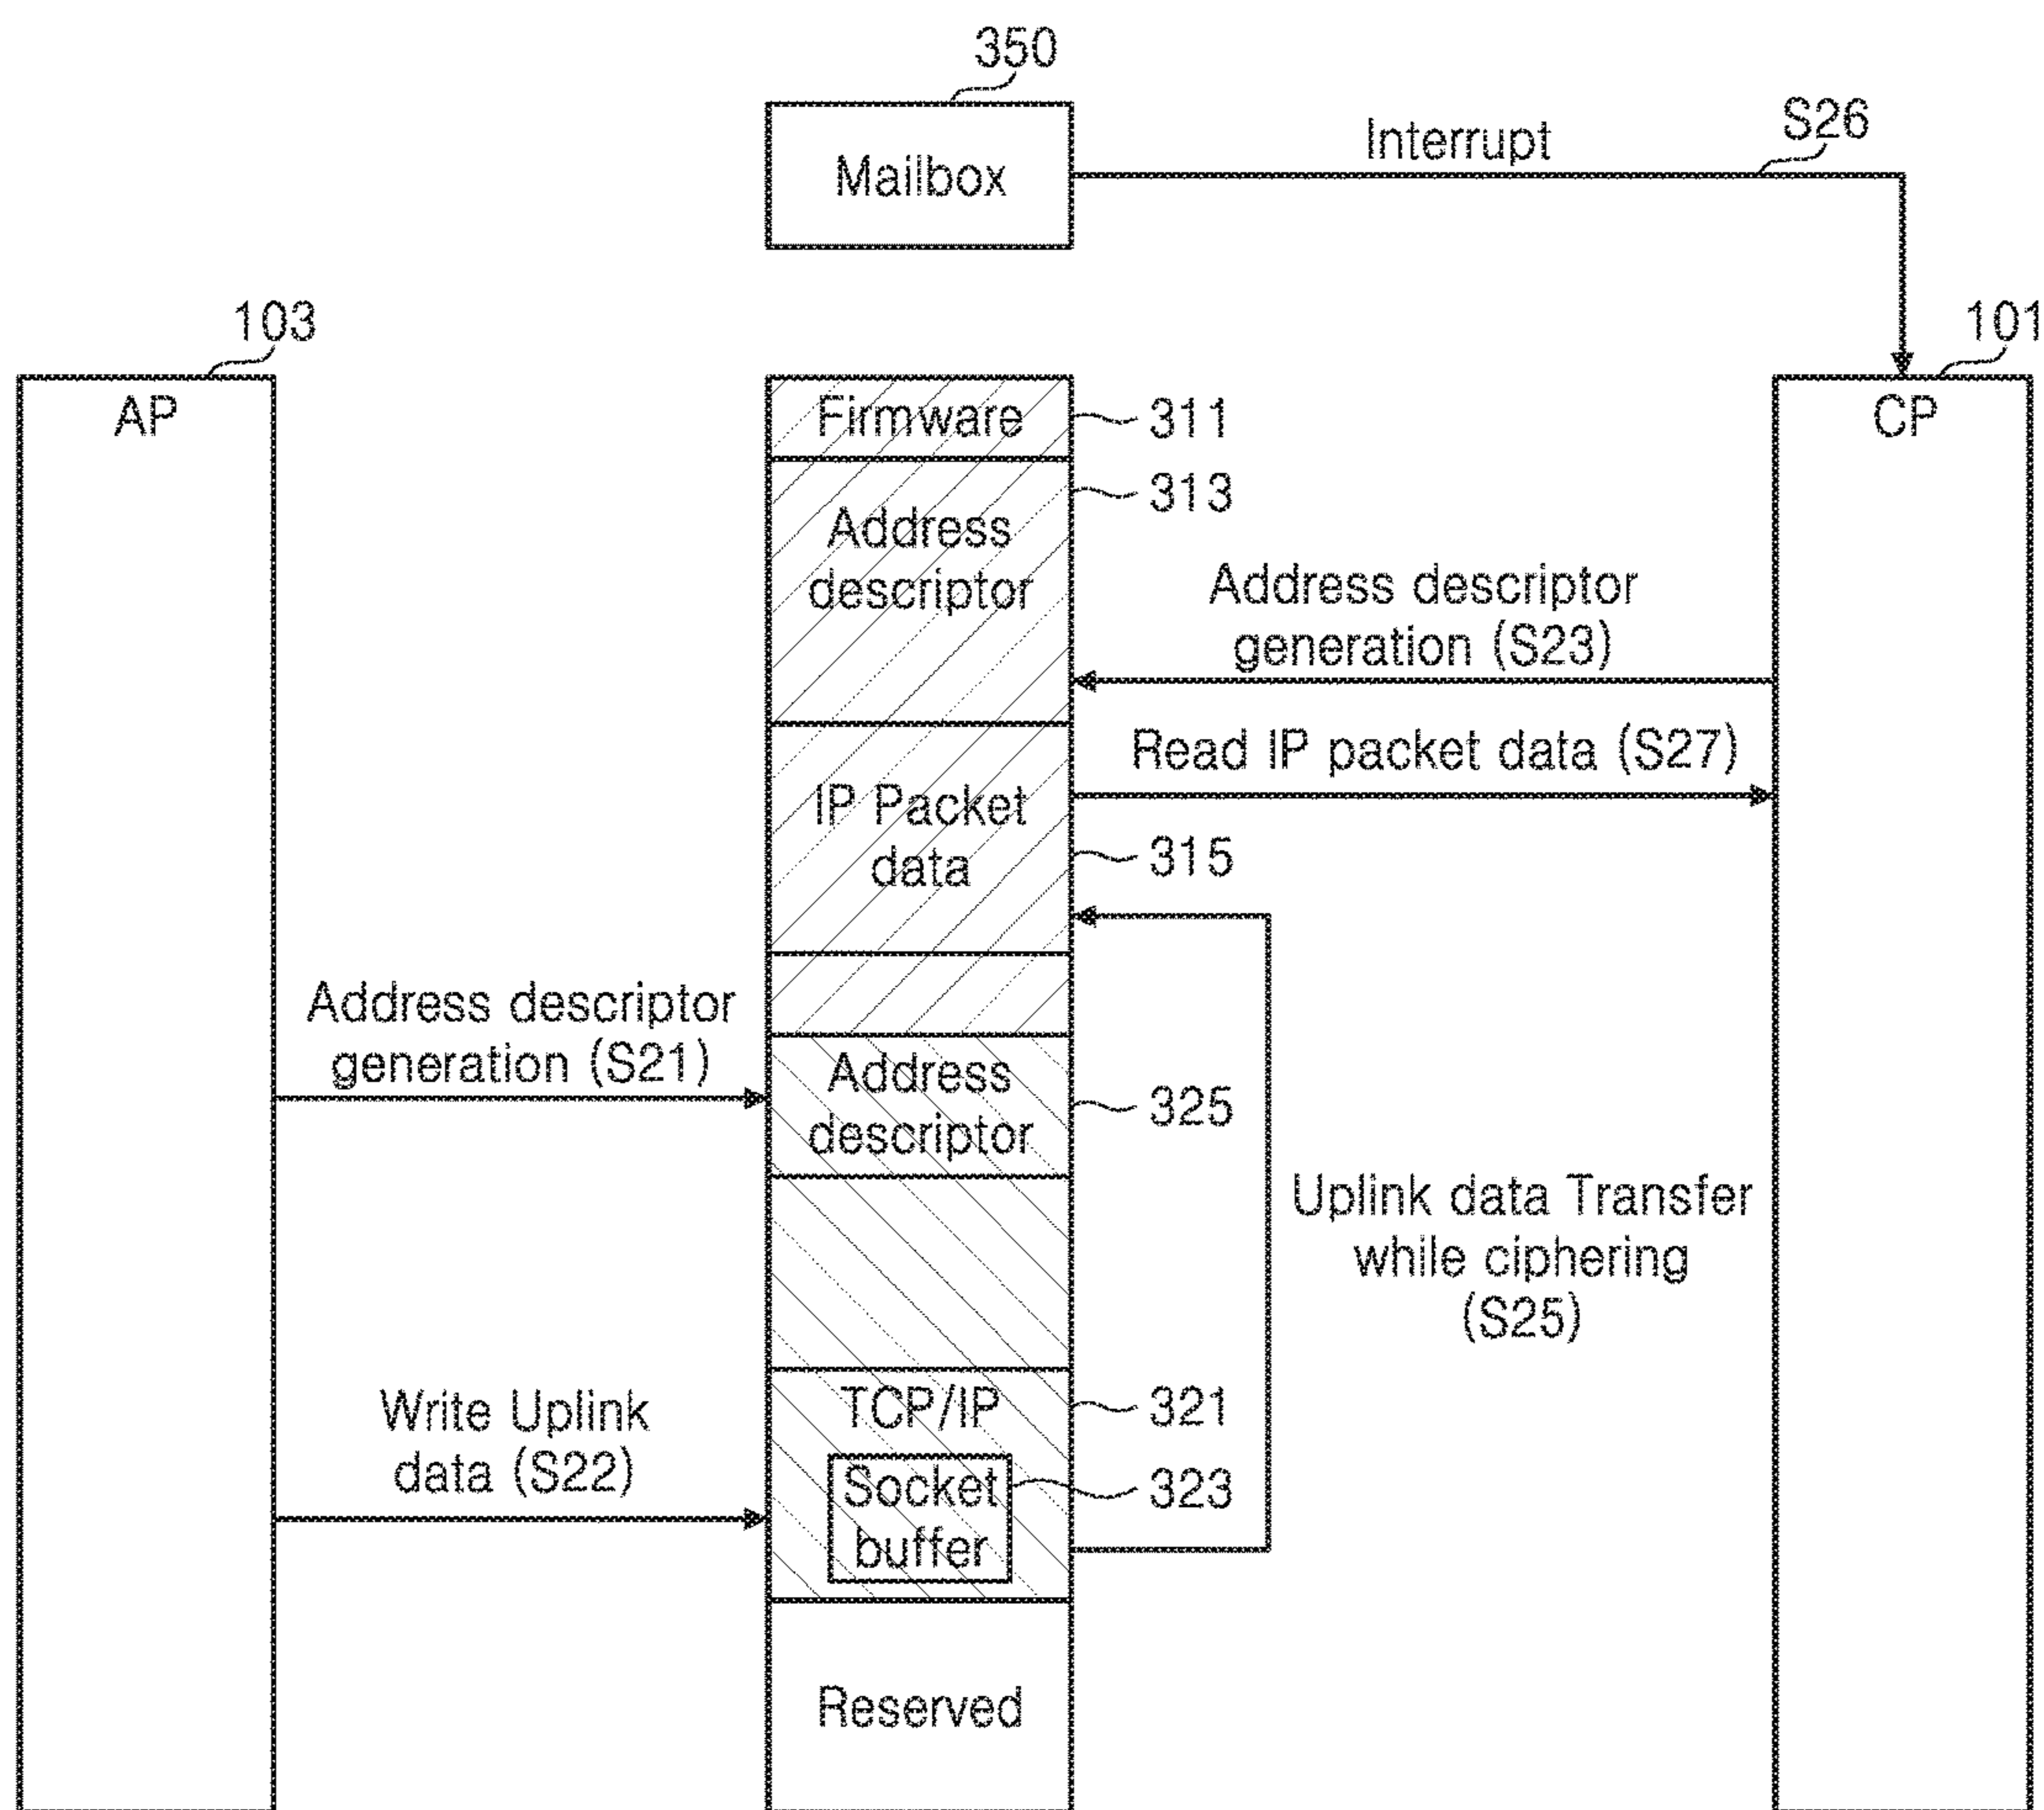 350
Mailbox
Interrupt
S26
103
101
AP
Firmware
311
CP
313
Address
descriptor
Address descriptor
generation (S23)
Read IP packet data (S27)
IP Packet
data
315
Address descriptor
generation (S21)
Address
descriptor
325
Uplink data Transfer
while ciphering
(S25)
Write Uplink
data (S22)
TCP/IP
321
Socket
buffer
323
Reserved